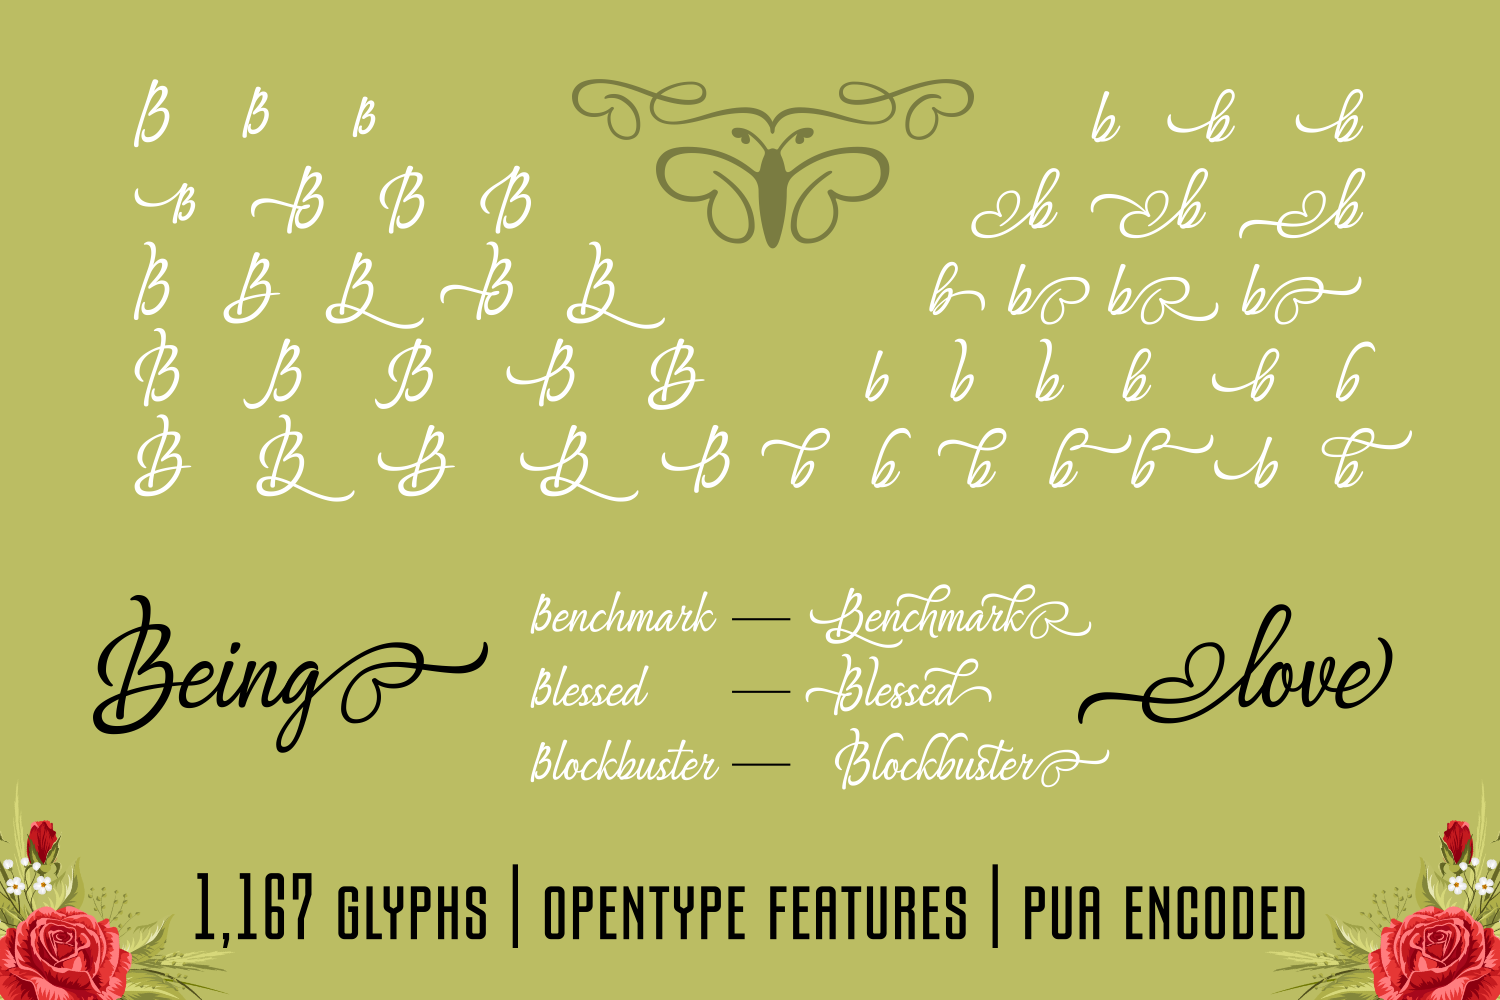 B B B b b b
B B B B b b b
B B B B B b b b b
B B B B B b b b b b b
B B B B B b b b b b b b
Being
Benchmark — Benchmark
Blessed — Blessed
Blockbuster — Blockbuster
love
1,167 GLYPHS | OPENTYPE FEATURES | PUA ENCODED